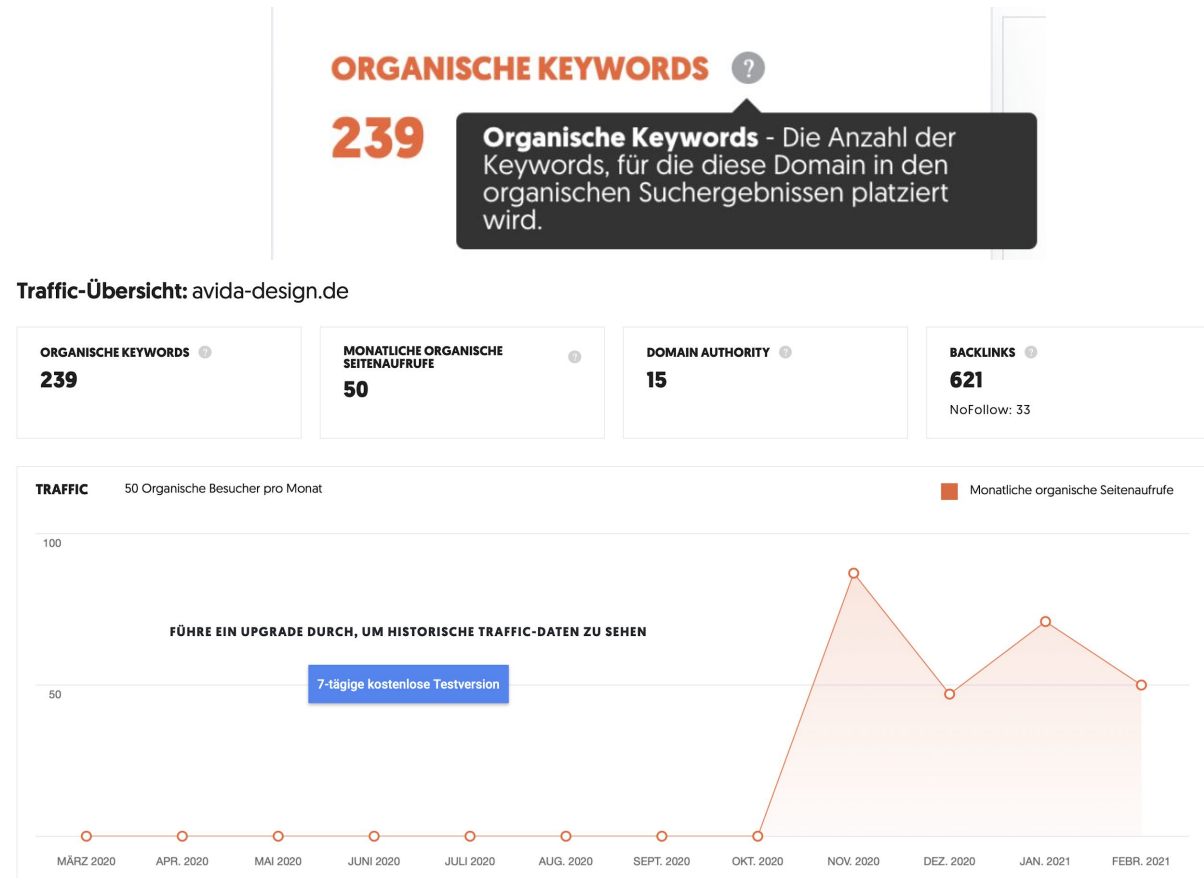 ORGANISCHE KEYWORDS ?
239
Organische Keywords - Die Anzahl der
Keywords, für die diese Domain in den
organischen Suchergebnissen platziert
wird.
Traffic-Übersicht: avida-design.de
ORGANISCHE KEYWORDS ?
239
MONATLICHE ORGANISCHE
SEITENAUFRUFE ?
50
DOMAIN AUTHORITY ?
15
BACKLINKS ?
621
NoFollow: 33
TRAFFIC 50 Organische Besucher pro Monat
Monatliche organische Seitenaufrufe
100
FÜHRE EIN UPGRADE DURCH, UM HISTORISCHE TRAFFIC-DATEN ZU SEHEN
7-tägige kostenlose Testversion
50
MÄRZ 2020 APR. 2020 MAI 2020 JUNI 2020 JULI 2020 AUG. 2020 SEPT. 2020 OKT. 2020 NOV. 2020 DEZ. 2020 JAN. 2021 FEBR. 2021